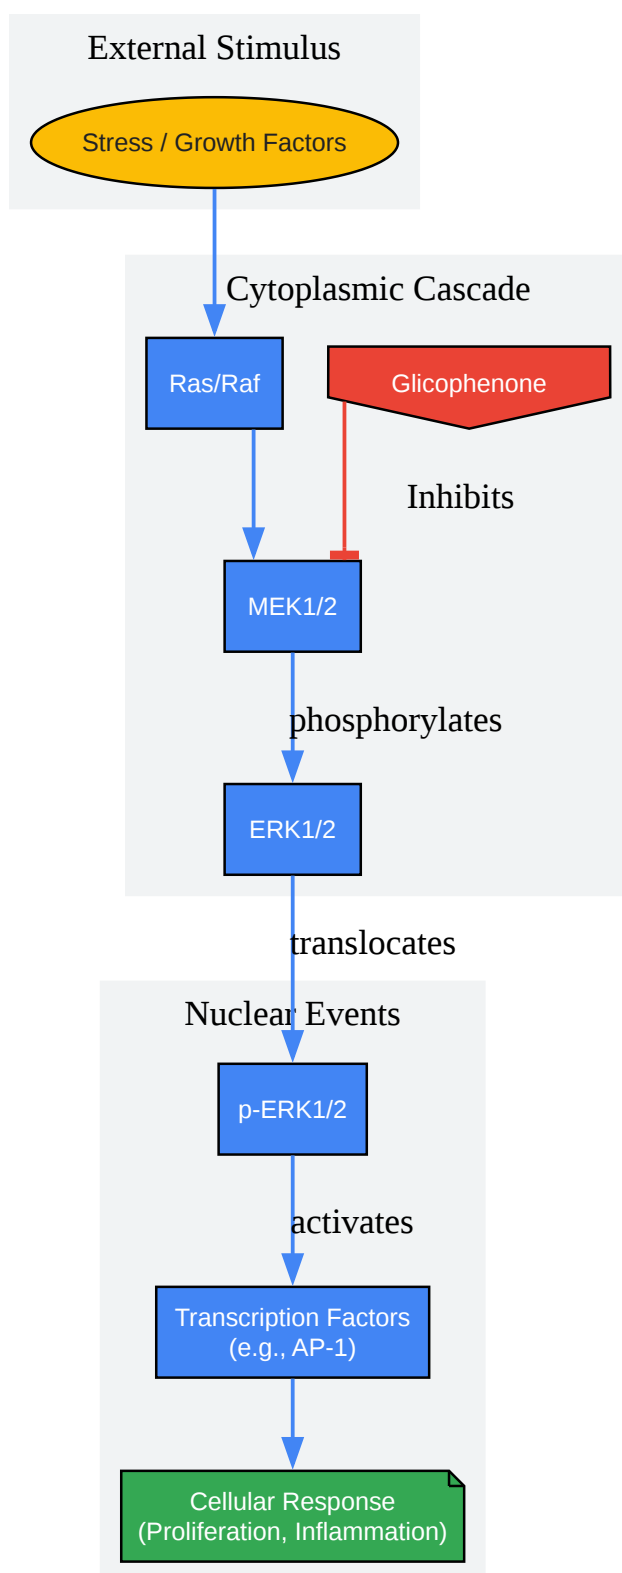 External Stimulus
Stress / Growth Factors
Cytoplasmic Cascade
Ras/Raf
Glicophenone
Inhibits
MEK1/2
phosphorylates
ERK1/2
translocates
Nuclear Events
p-ERK1/2
activates
Transcription Factors
(e.g., AP-1)
Cellular Response
(Proliferation, Inflammation)